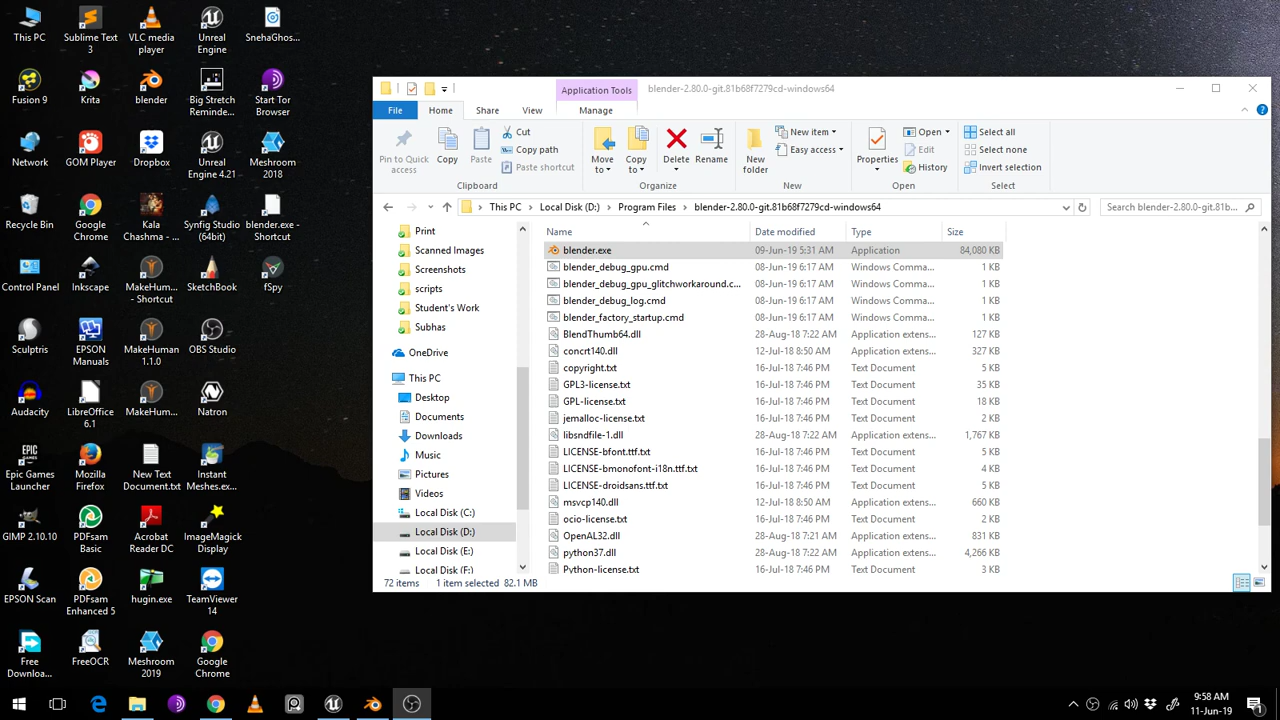 This PC
Sublime Text
3
VLC media
player
Unreal
Engine
SnehaGhos...
Fusion 9
Krita
blender
Big Stretch
Reminde...
Start Tor
Browser
Network
GOM Player
Dropbox
Unreal
Engine 4.21
Meshroom
2018
Recycle Bin
Google
Chrome
Kala
Chashma - ...
Synfig Studio
(64bit)
blender.exe -
Shortcut
Control Panel
Inkscape
MakeHum...
- Shortcut
SketchBook
fSpy
Sculptris
EPSON
Manuals
MakeHuman
1.1.0
OBS Studio
Audacity
LibreOffice
6.1
MakeHum...
Natron
EPIC
GAMES
Epic Games
Launcher
Mozilla
Firefox
New Text
Document.txt
Instant
Meshes.ex...
GIMP 2.10.10
PDFsam
Basic
Acrobat
Reader DC
ImageMagick
Display
EPSON Scan
PDFsam
Enhanced 5
hugin.exe
TeamViewer
14
Free
Downloa...
FreeOCR
Meshroom
2019
Google
Chrome
Application Tools
blender-2.80.0-git.81b68f7279cd-windows64
File
Home
Share
View
Manage
Pin to Quick
access
Copy
Paste
Cut
Copy path
Paste shortcut
Clipboard
Move
to
Copy
to
Delete
Rename
Organize
New
folder
New item
Easy access
New
Properties
Open
Edit
History
Open
Select all
Select none
Invert selection
Select
This PC
Local Disk (D:)
Program Files
blender-2.80.0-git.81b68f7279cd-windows64
Search blender-2.80.0-git.81b...
Print
Scanned Images
Screenshots
scripts
Student's Work
Subhas
OneDrive
This PC
Desktop
Documents
Downloads
Music
Pictures
Videos
Local Disk (C:)
Local Disk (D:)
Local Disk (E:)
Local Disk (F:)
Name Date modified Type Size
blender.exe 09-Jun-19 5:31 AM Application 84,080 KB
blender_debug_gpu.cmd 08-Jun-19 6:17 AM Windows Comma... 1 KB
blender_debug_gpu_glitchworkaround.c... 08-Jun-19 6:17 AM Windows Comma... 1 KB
blender_debug_log.cmd 08-Jun-19 6:17 AM Windows Comma... 1 KB
blender_factory_startup.cmd 08-Jun-19 6:17 AM Windows Comma... 1 KB
BlendThumb64.dll 28-Aug-18 7:22 AM Application extens... 127 KB
concrt140.dll 12-Jul-18 8:50 AM Application extens... 327 KB
copyright.txt 16-Jul-18 7:46 PM Text Document 5 KB
GPL3-license.txt 16-Jul-18 7:46 PM Text Document 35 KB
GPL-license.txt 16-Jul-18 7:46 PM Text Document 18 KB
jemalloc-license.txt 16-Jul-18 7:46 PM Text Document 2 KB
libsndfile-1.dll 28-Aug-18 7:22 AM Application extens... 1,767 KB
LICENSE-bfont.ttf.txt 16-Jul-18 7:46 PM Text Document 5 KB
LICENSE-bmonofont-i18n.ttf.txt 16-Jul-18 7:46 PM Text Document 4 KB
LICENSE-droidsans.ttf.txt 16-Jul-18 7:46 PM Text Document 5 KB
msvcp140.dll 12-Jul-18 8:50 AM Application extens... 660 KB
ocio-license.txt 16-Jul-18 7:46 PM Text Document 2 KB
OpenAL32.dll 28-Aug-18 7:21 AM Application extens... 831 KB
python37.dll 28-Aug-18 7:22 AM Application extens... 4,266 KB
Python-license.txt 16-Jul-18 7:46 PM Text Document 3 KB
72 items 1 item selected 82.1 MB
9:58 AM
11-Jun-19